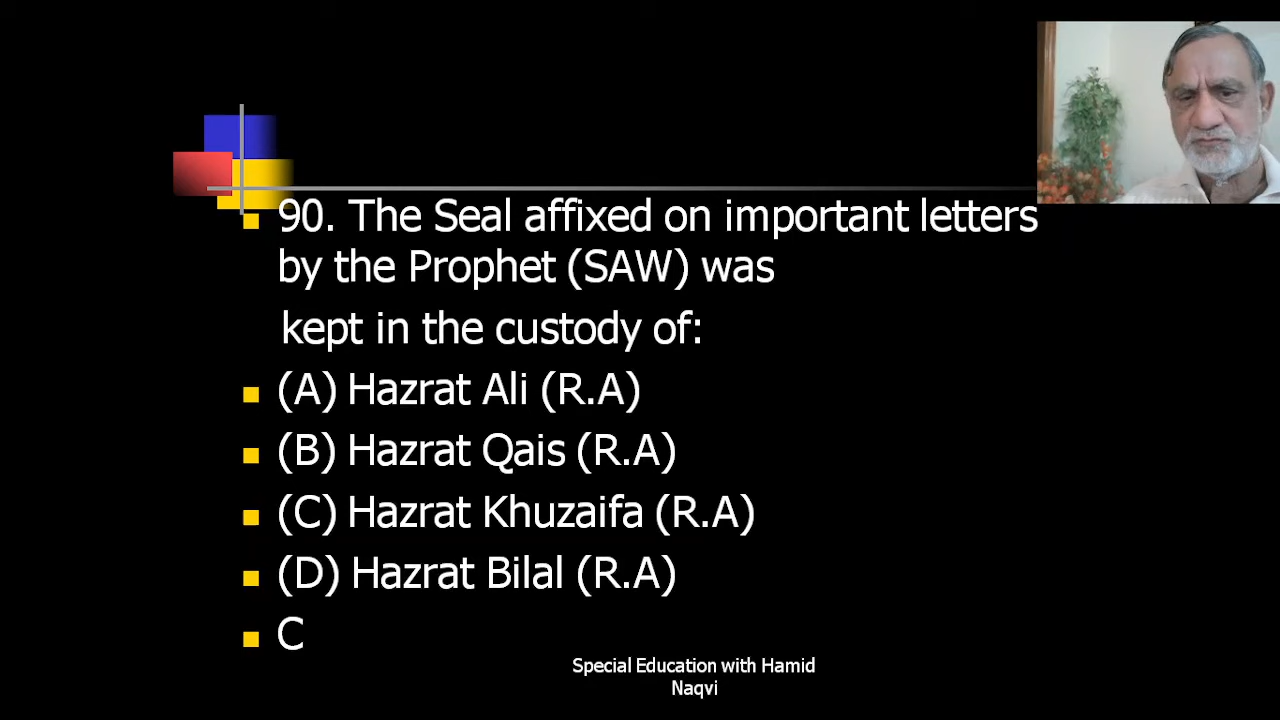 90. The Seal affixed on important letters
by the Prophet (SAW) was
kept in the custody of:
(A) Hazrat Ali (R.A)
(B) Hazrat Qais (R.A)
(C) Hazrat Khuzaifa (R.A)
(D) Hazrat Bilal (R.A)
C
Special Education with Hamid
Naqvi